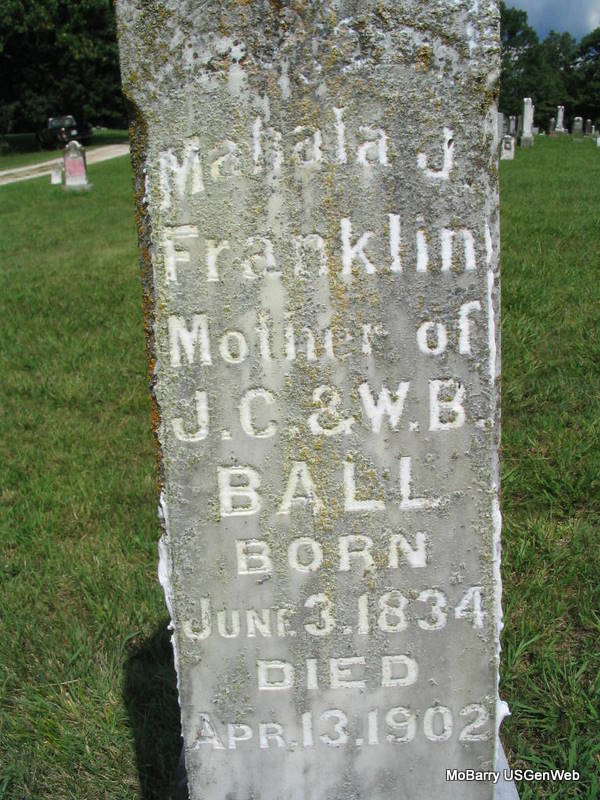 Mahala J.
Franklin
Mother of
J.C. & W.B.
BALL
BORN
JUNE 3. 1834
DIED
APR. 13. 1902
MoBarry USGenWeb